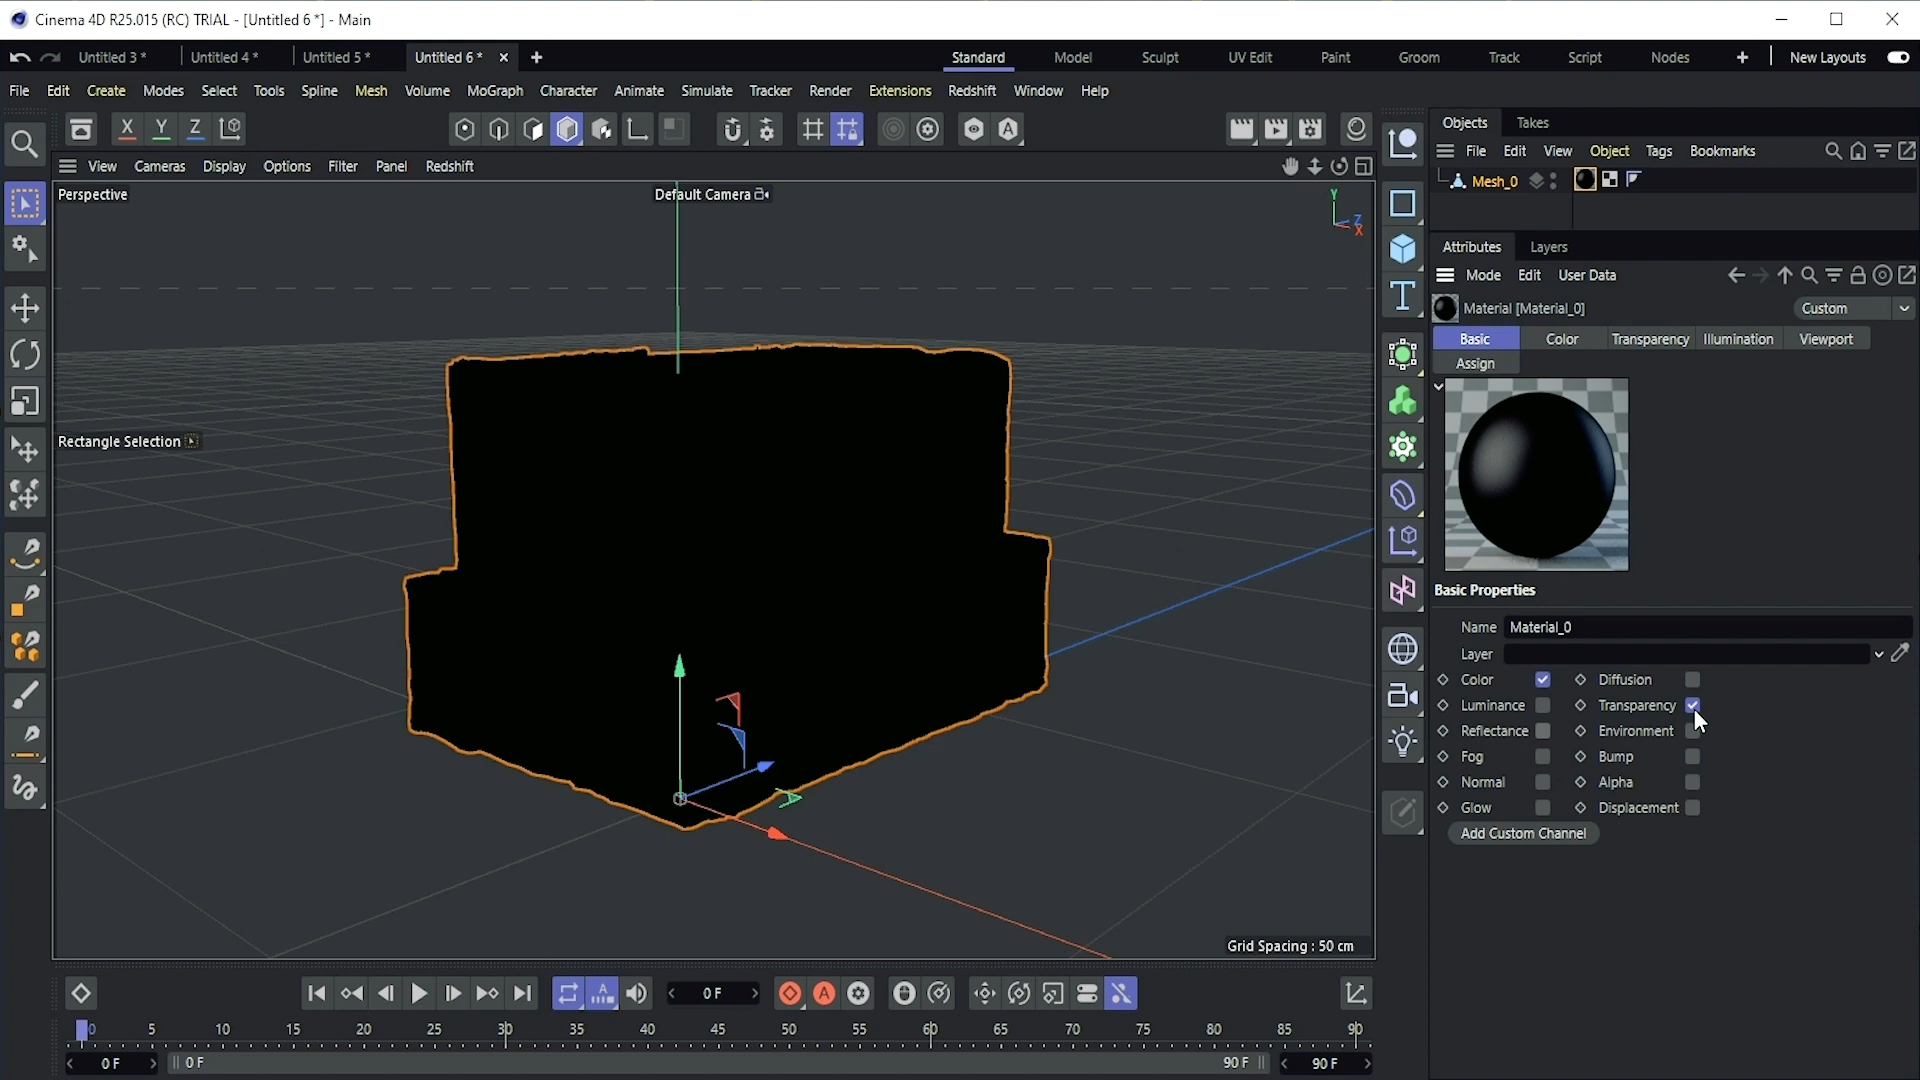 Cinema 4D R25.015 (RC) TRIAL - [Untitled 6 *] - Main
Untitled 3 * Untitled 4 * Untitled 5 * Untitled 6 * Standard Model Sculpt UV Edit Paint Groom Track Script Nodes New Layouts
File Edit Create Modes Select Tools Spline Mesh Volume MoGraph Character Animate Simulate Tracker Render Extensions Redshift Window Help
X Y Z
View Cameras Display Options Filter Panel Redshift
Perspective Default Camera
Y Z X
Rectangle Selection
Grid Spacing : 50 cm
Objects Takes
File Edit View Object Tags Bookmarks
Mesh_0
Attributes Layers
Mode Edit User Data
Material [Material_0] Custom
Basic Color Transparency Illumination Viewport
Assign
Basic Properties
Name Material_0
Layer
Color Diffusion
Luminance Transparency
Reflectance Environment
Fog Bump
Normal Alpha
Glow Displacement
Add Custom Channel
0 F
0 5 10 15 20 25 30 35 40 45 50 55 60 65 70 75 80 85 90
0 F 0 F 90 F 90 F